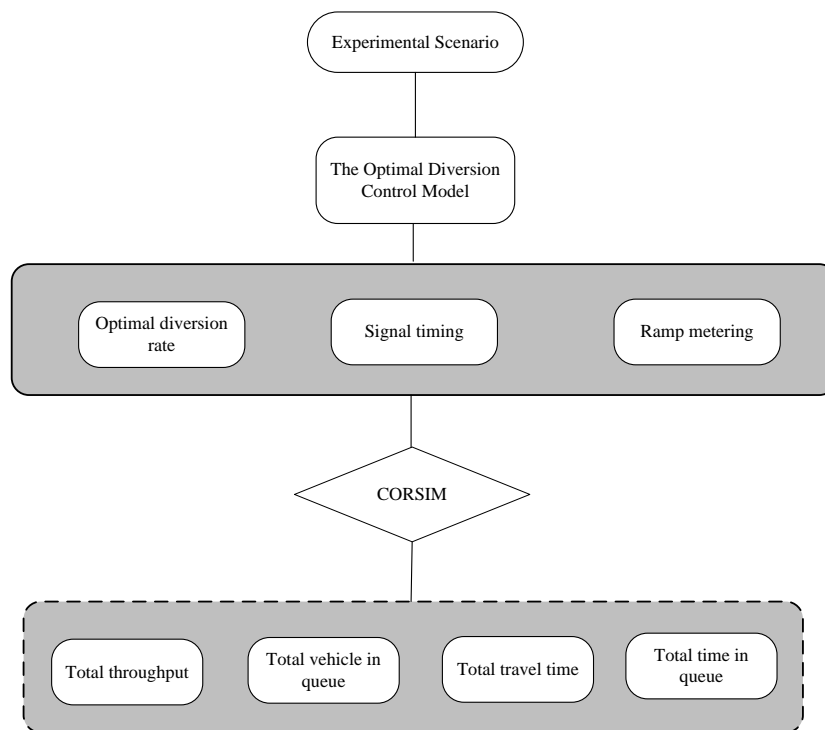 Experimental Scenario
The Optimal Diversion
Control Model
Optimal diversion
rate
Signal timing
Ramp metering
CORSIM
Total throughput
Total vehicle in
queue
Total travel time
Total time in
queue